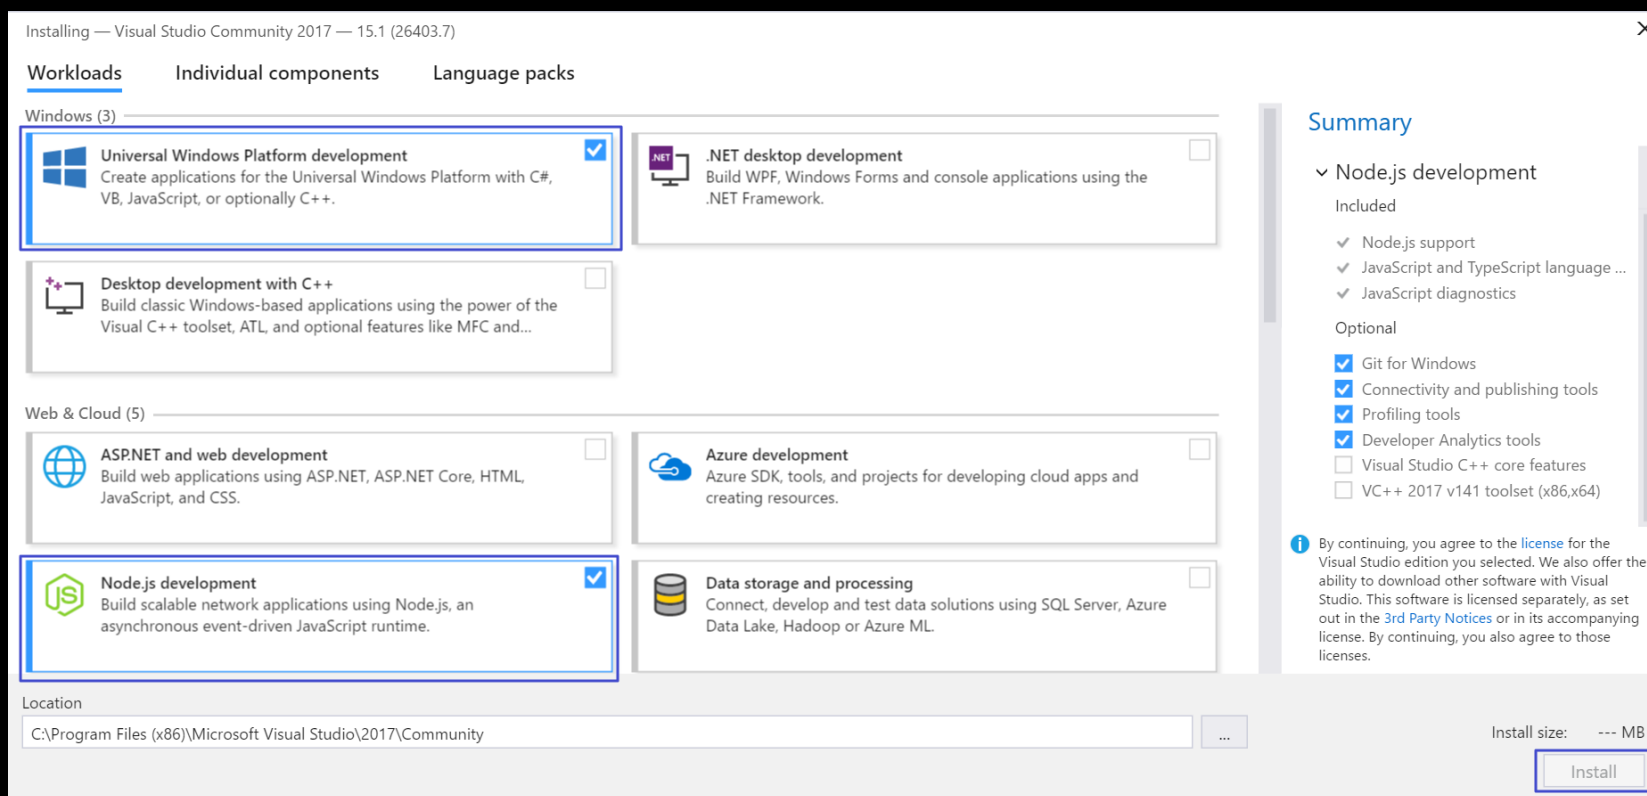 Installing — Visual Studio Community 2017 — 15.1 (26403.7)
Workloads
Individual components
Language packs
Windows (3)
Universal Windows Platform development
Create applications for the Universal Windows Platform with C#,
VB, JavaScript, or optionally C++.
.NET
.NET desktop development
Build WPF, Windows Forms and console applications using the
.NET Framework.
Desktop development with C++
Build classic Windows-based applications using the power of the
Visual C++ toolset, ATL, and optional features like MFC and...
Web & Cloud (5)
ASP.NET and web development
Build web applications using ASP.NET, ASP.NET Core, HTML,
JavaScript, and CSS.
Azure development
Azure SDK, tools, and projects for developing cloud apps and
creating resources.
JS
Node.js development
Build scalable network applications using Node.js, an
asynchronous event-driven JavaScript runtime.
Data storage and processing
Connect, develop and test data solutions using SQL Server, Azure
Data Lake, Hadoop or Azure ML.
Summary
Node.js development
Included
Node.js support
JavaScript and TypeScript language ...
JavaScript diagnostics
Optional
Git for Windows
Connectivity and publishing tools
Profiling tools
Developer Analytics tools
Visual Studio C++ core features
VC++ 2017 v141 toolset (x86,x64)
By continuing, you agree to the license for the
Visual Studio edition you selected. We also offer the
ability to download other software with Visual
Studio. This software is licensed separately, as set
out in the 3rd Party Notices or in its accompanying
license. By continuing, you also agree to those
licenses.
Location
C:\Program Files (x86)\Microsoft Visual Studio\2017\Community
...
Install size: --- MB
Install